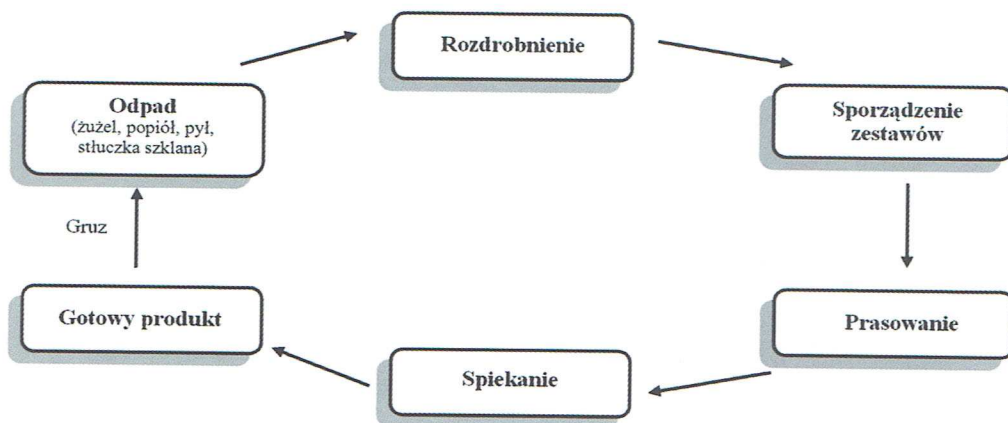 Rozdrobnienie
Sporządzenie
zestawów
Prasowanie
Spiekanie
Gotowy produkt
Gruz
Odpad
(żużel, popiół, pył,
stłuczka szklana)